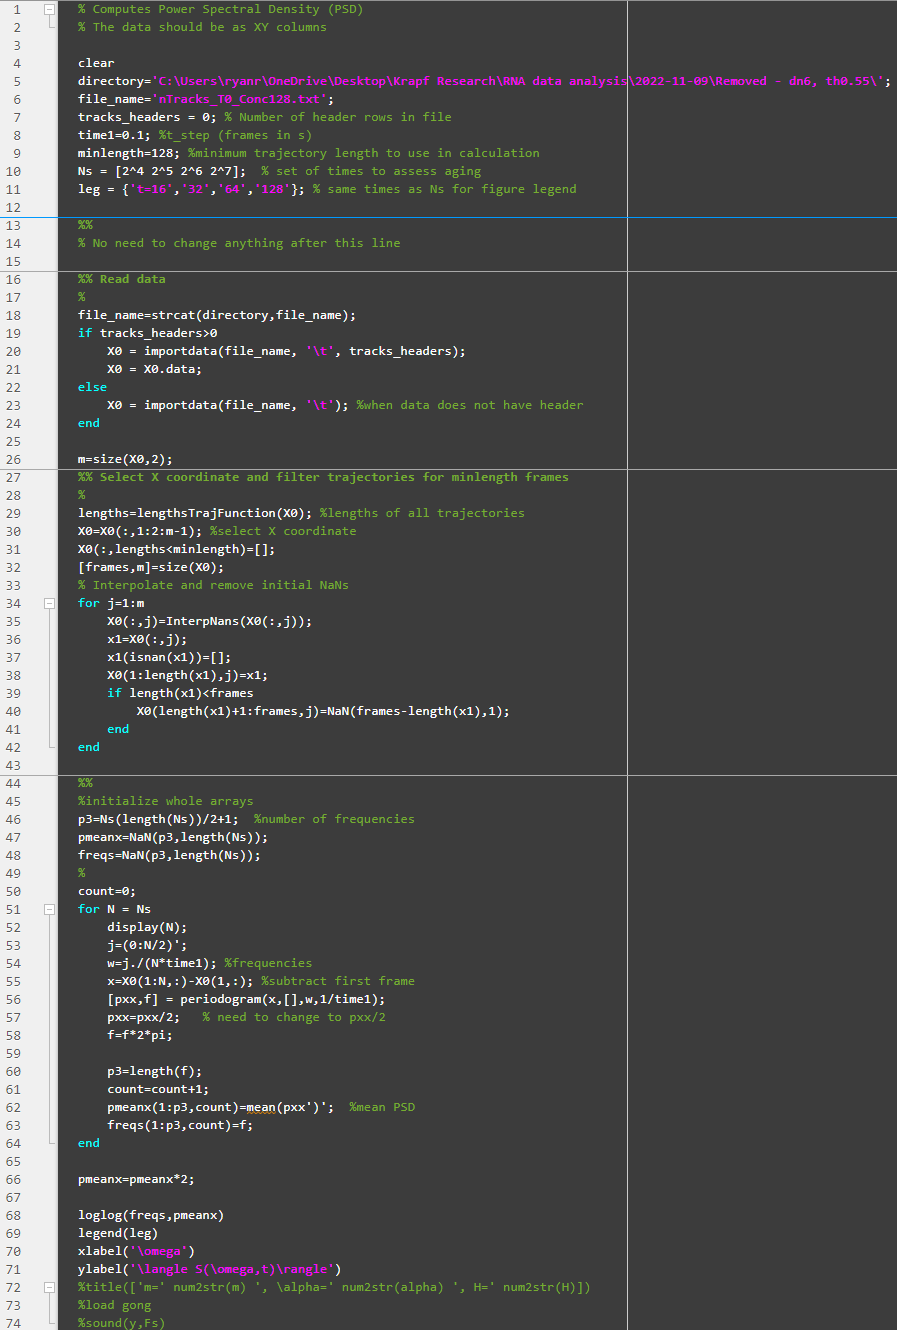 1 % Computes Power Spectral Density (PSD)
2 % The data should be as XY columns
3
4 clear
5 directory='C:\Users\ryanr\OneDrive\Desktop\Krapf Research\RNA data analysis\2022-11-09\Removed - dn6, th0.55\';
6 file_name='nTracks_T0_Conc128.txt';
7 tracks_headers = 0; % Number of header rows in file
8 time1=0.1; %t_step (frames in s)
9 minlength=128; %minimum trajectory length to use in calculation
10 Ns = [2^4 2^5 2^6 2^7];  % set of times to assess aging
11 leg = {'t=16','32','64','128'}; % same times as Ns for figure legend
12
13 %%
14 % No need to change anything after this line
15
16 %% Read data
17 %
18 file_name=strcat(directory,file_name);
19 if tracks_headers>0
20     X0 = importdata(file_name, '\t', tracks_headers);
21     X0 = X0.data;
22 else
23     X0 = importdata(file_name, '\t'); %when data does not have header
24 end
25
26 m=size(X0,2);
27 %% Select X coordinate and filter trajectories for minlength frames
28 %
29 lengths=lengthsTrajFunction(X0); %lengths of all trajectories
30 X0=X0(:,1:2:m-1); %select X coordinate
31 X0(:,lengths<minlength)=[];
32 [frames,m]=size(X0);
33 % Interpolate and remove initial NaNs
34 for j=1:m
35     X0(:,j)=InterpNans(X0(:,j));
36     x1=X0(:,j);
37     x1(isnan(x1))=[];
38     X0(1:length(x1),j)=x1;
39     if length(x1)<frames
40         X0(length(x1)+1:frames,j)=NaN(frames-length(x1),1);
41     end
42 end
43
44 %%
45 %initialize whole arrays
46 p3=Ns(length(Ns))/2+1;  %number of frequencies
47 pmeanx=NaN(p3,length(Ns));
48 freqs=NaN(p3,length(Ns));
49 %
50 count=0;
51 for N = Ns
52     display(N);
53     j=(0:N/2)';
54     w=j./(N*time1); %frequencies
55     x=X0(1:N,:)-X0(1,:); %subtract first frame
56     [pxx,f] = periodogram(x,[],w,1/time1);
57     pxx=pxx/2;   % need to change to pxx/2
58     f=f*2*pi;
59
60     p3=length(f);
61     count=count+1;
62     pmeanx(1:p3,count)=mean(pxx')';  %mean PSD
63     freqs(1:p3,count)=f;
64 end
65
66 pmeanx=pmeanx*2;
67
68 loglog(freqs,pmeanx)
69 legend(leg)
70 xlabel('\omega')
71 ylabel('\langle S(\omega,t)\rangle')
72 %title(['m=' num2str(m) ', \alpha=' num2str(alpha) ', H=' num2str(H)])
73 %load gong
74 %sound(y,Fs)